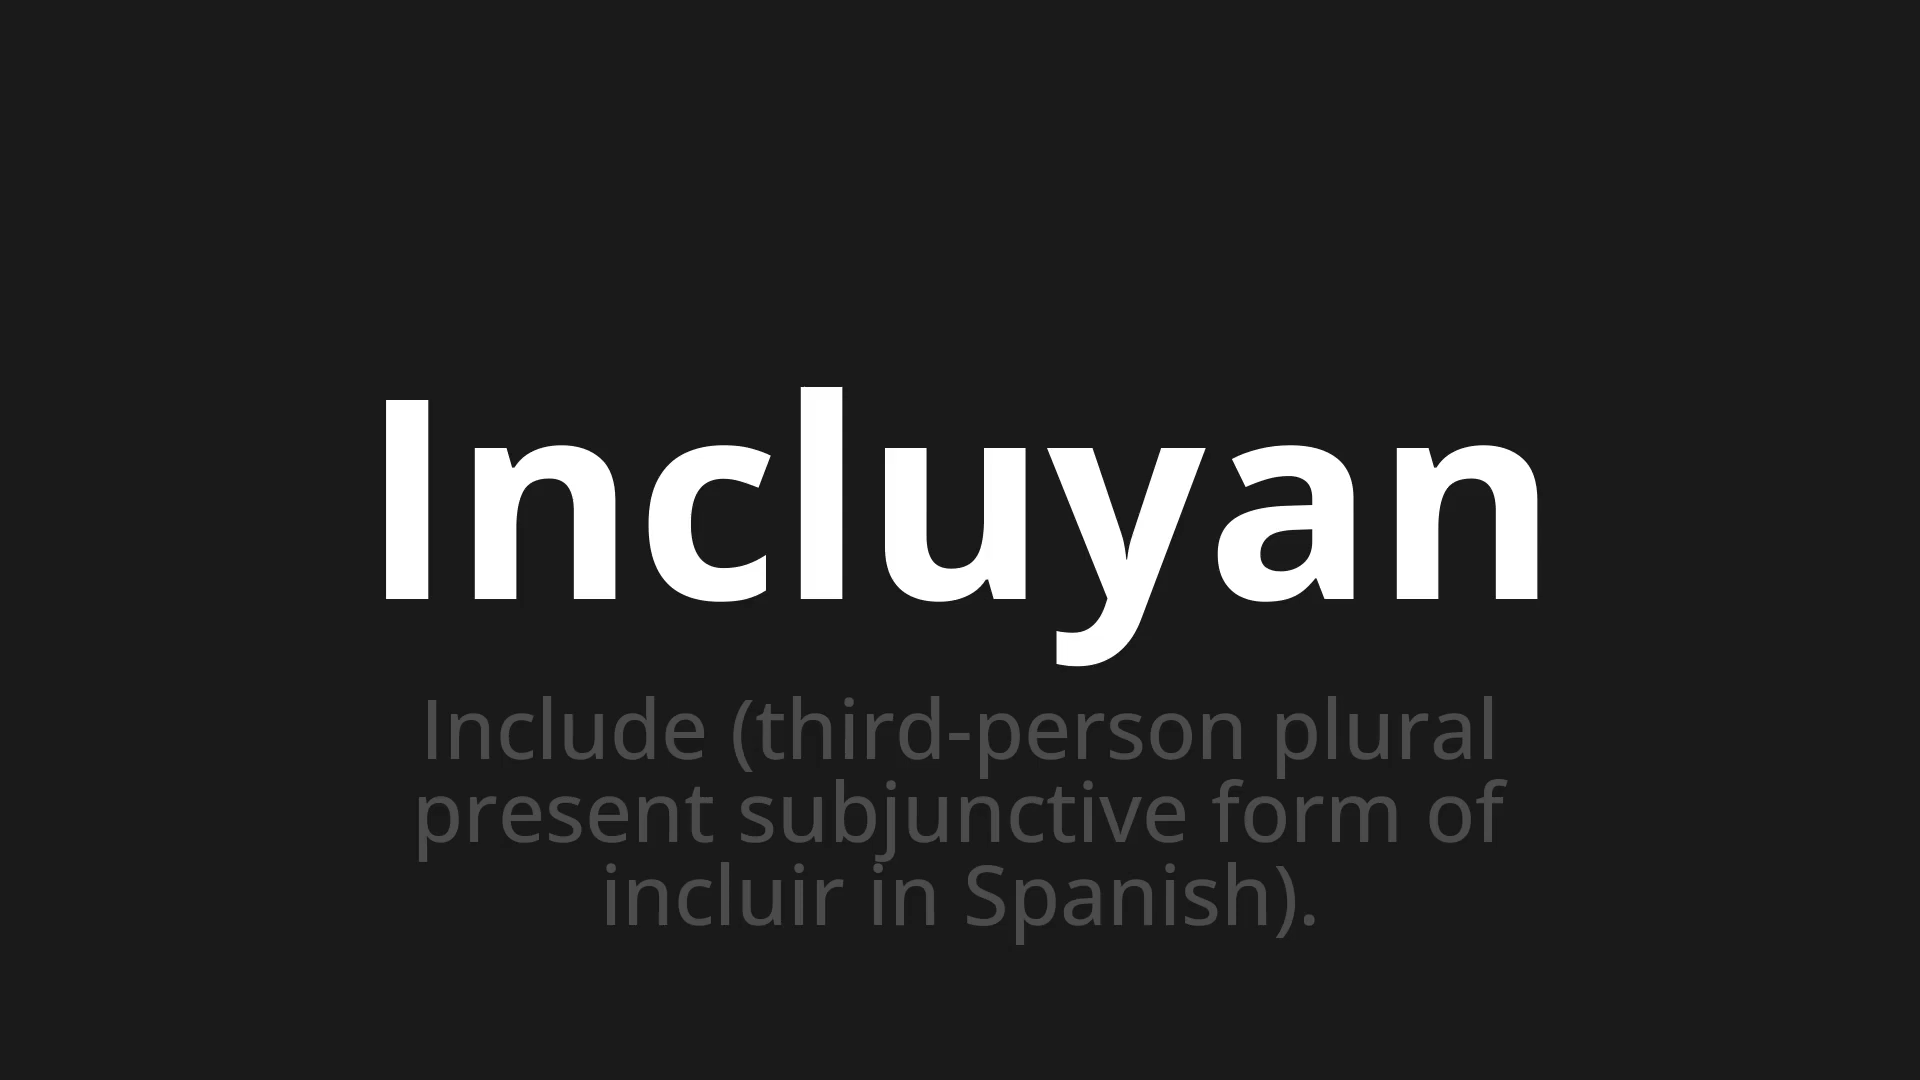 Incluyan
Include (third-person plural
present subjunctive form of
incluir in Spanish).